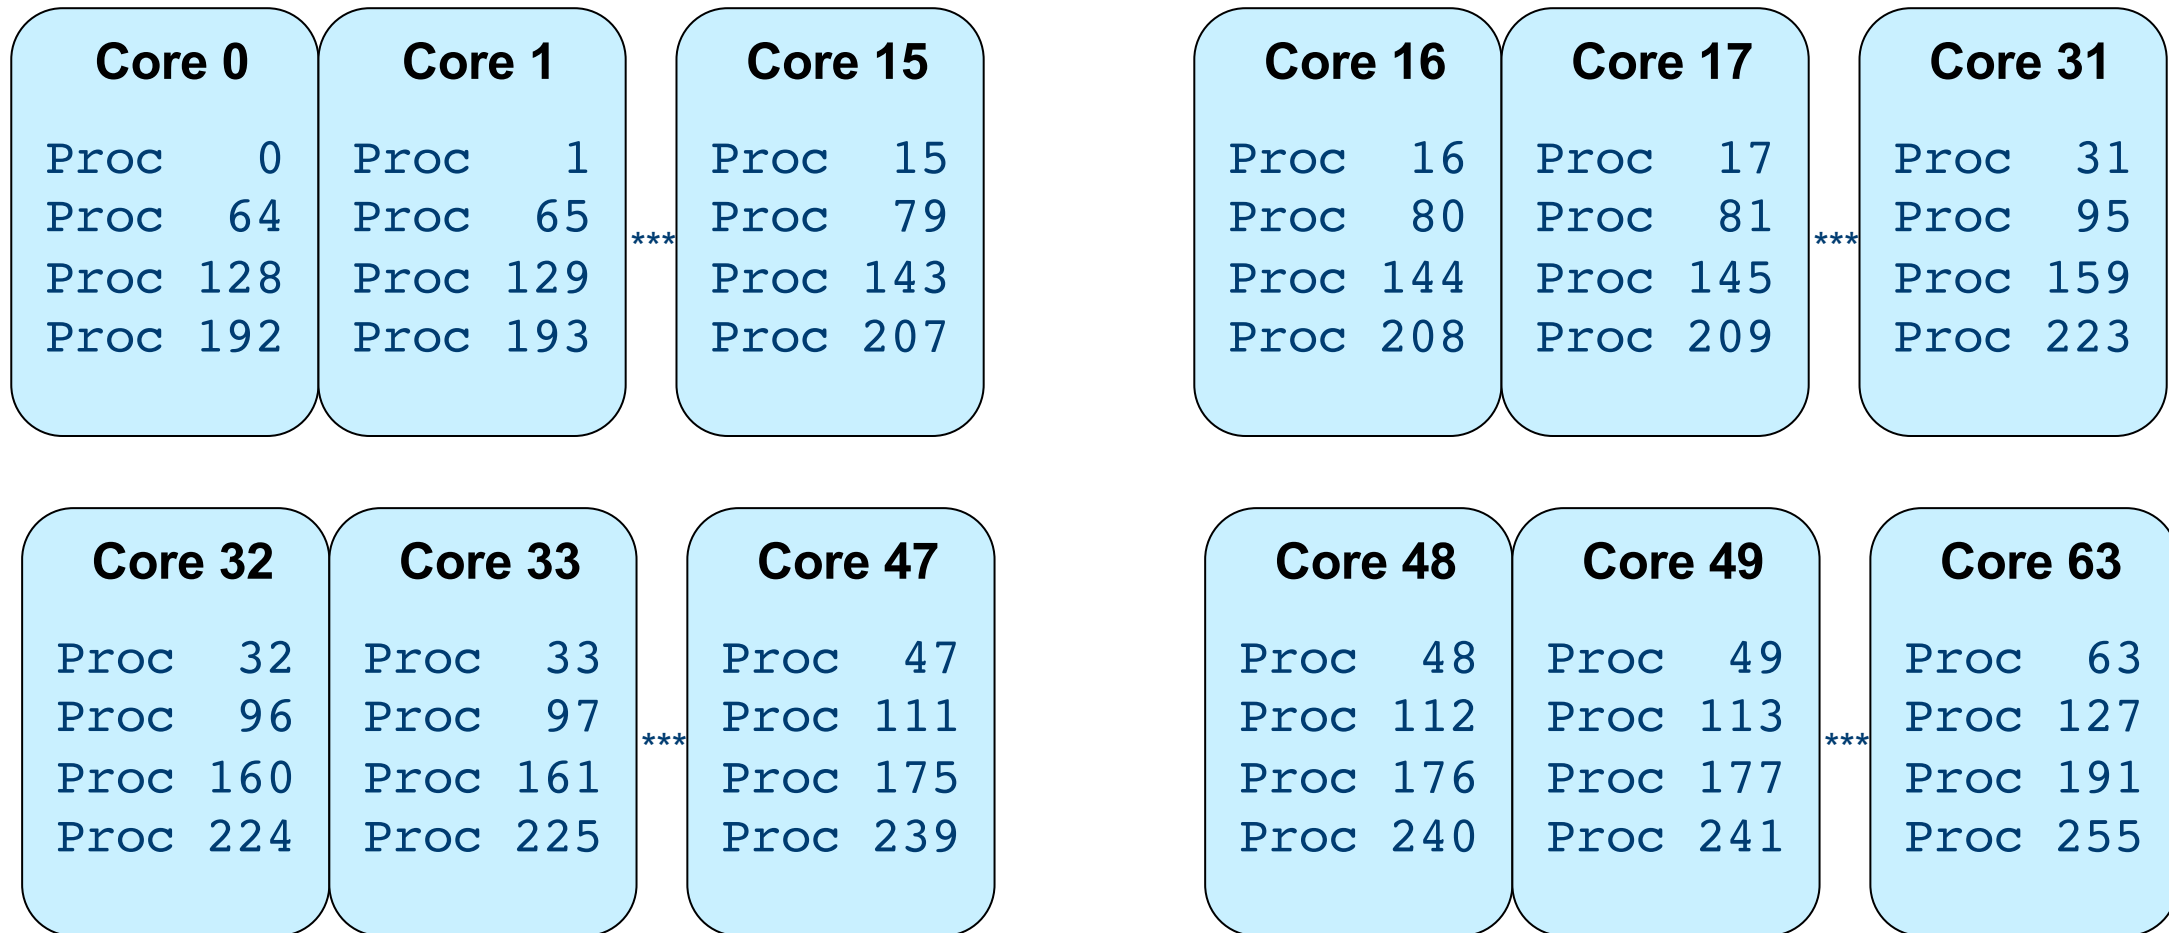 Core 0
Proc 0
Proc 64
Proc 128
Proc 192
Core 1
Proc 1
Proc 65
Proc 129
Proc 193
***
Core 15
Proc 15
Proc 79
Proc 143
Proc 207
Core 16
Proc 16
Proc 80
Proc 144
Proc 208
Core 17
Proc 17
Proc 81
Proc 145
Proc 209
***
Core 31
Proc 31
Proc 95
Proc 159
Proc 223
Core 32
Proc 32
Proc 96
Proc 160
Proc 224
Core 33
Proc 33
Proc 97
Proc 161
Proc 225
***
Core 47
Proc 47
Proc 111
Proc 175
Proc 239
Core 48
Proc 48
Proc 112
Proc 176
Proc 240
Core 49
Proc 49
Proc 113
Proc 177
Proc 241
***
Core 63
Proc 63
Proc 127
Proc 191
Proc 255